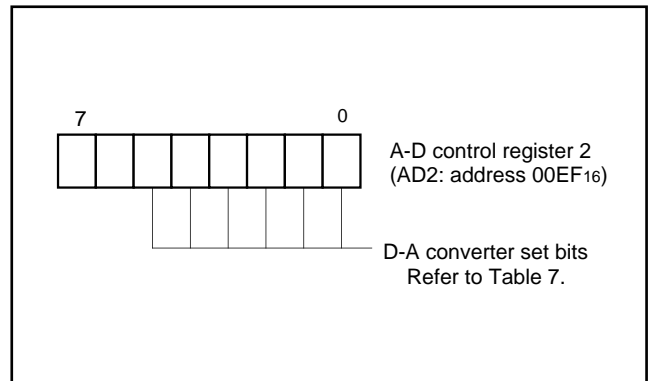 7 0
A-D control register 2
(AD2: address 00EF16)
D-A converter set bits
Refer to Table 7.